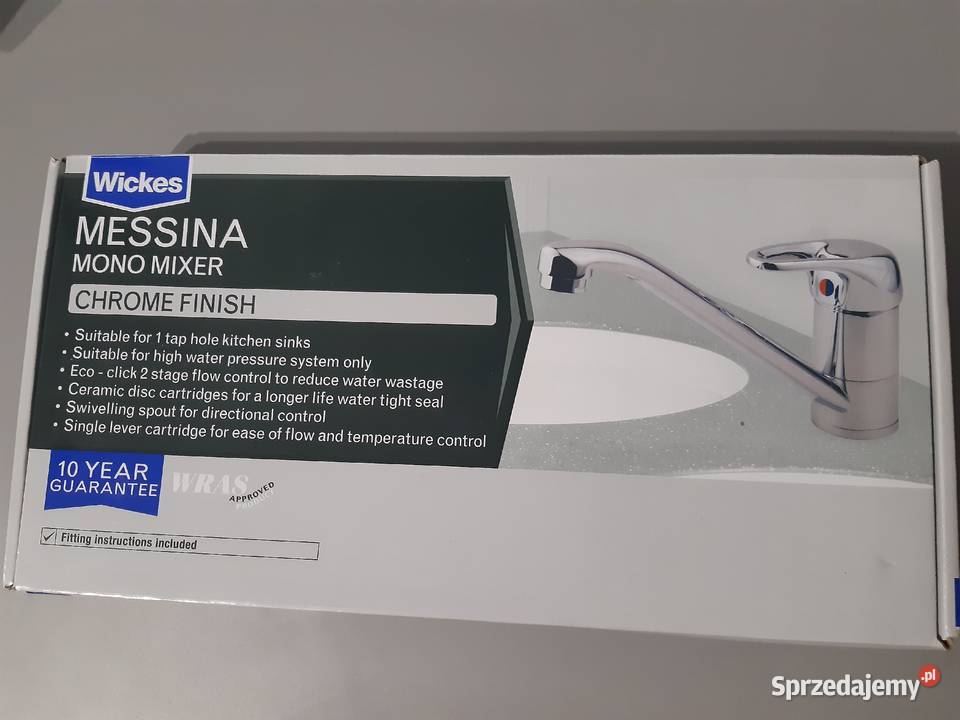 Wickes
MESSINA
MONO MIXER
CHROME FINISH
• Suitable for 1 tap hole kitchen sinks
• Suitable for high water pressure system only
• Eco - click 2 stage flow control to reduce water wastage
• Ceramic disc cartridges for a longer life water tight seal
• Swivelling spout for directional control
• Single lever cartridge for ease of flow and temperature control
10 YEAR
GUARANTEE
WRAS
APPROVED
PRODUCT
✓ Fitting instructions included
Sprzedajemy.pl